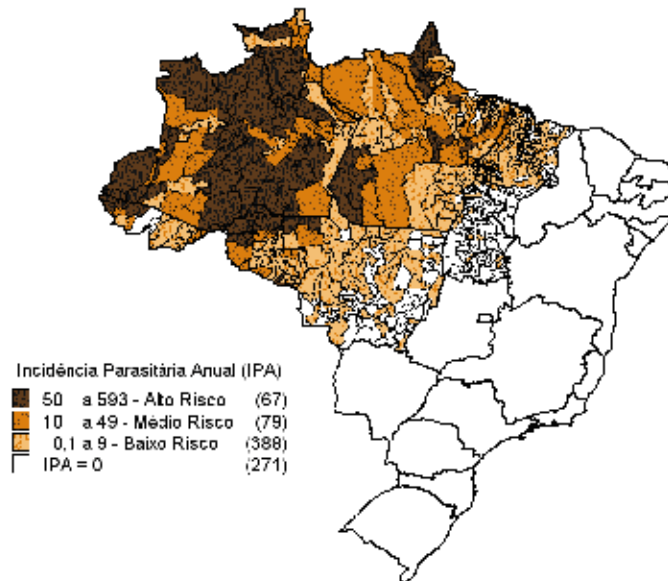 Incidência Parasitária Anual (IPA)
50 a 593 - Alto Risco (67)
10 a 49 - Médio Risco (79)
0,1 a 9 - Baixo Risco (388)
IPA = 0 (271)